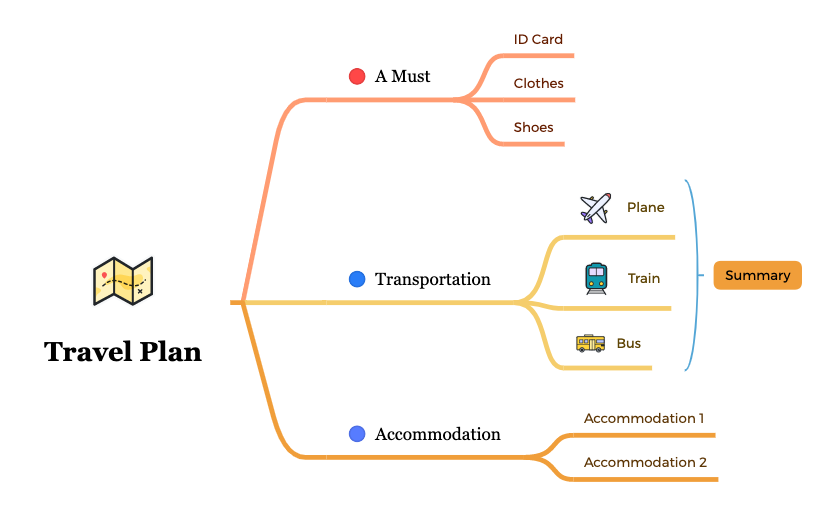 Travel Plan
A Must
ID Card
Clothes
Shoes
Transportation
Plane
Train
Bus
Summary
Accommodation
Accommodation 1
Accommodation 2